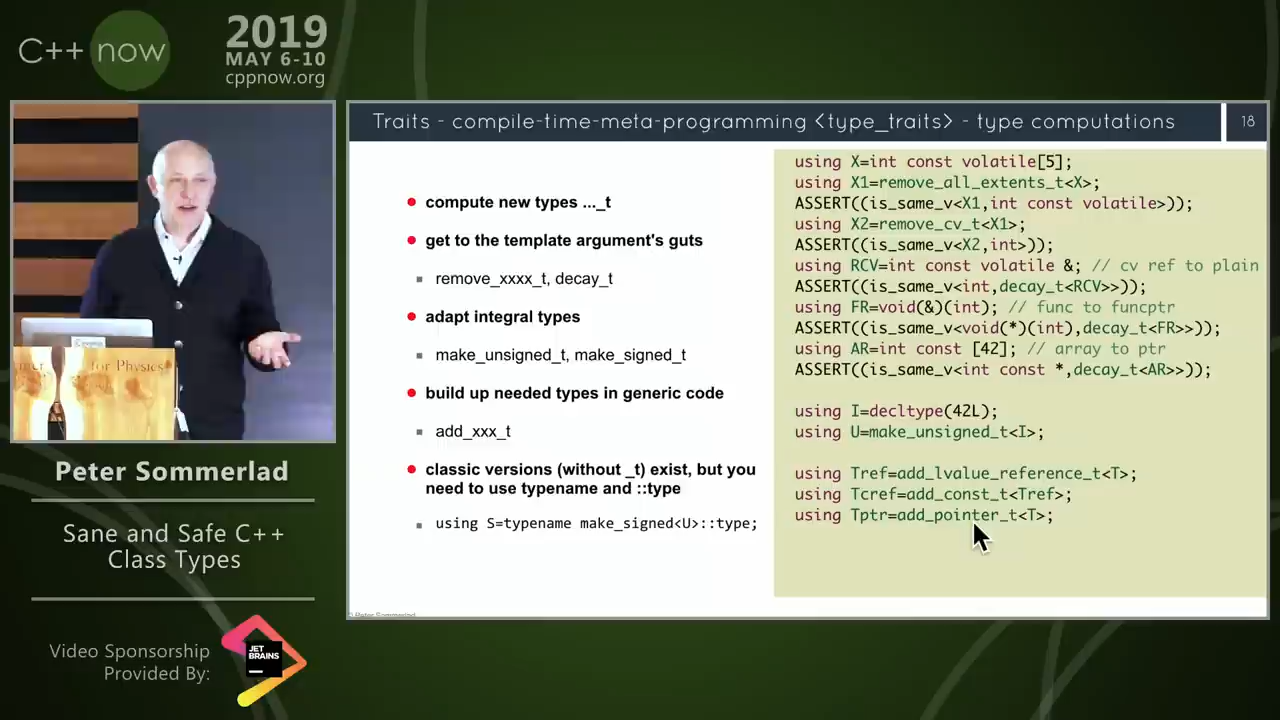 C++ now
2019
MAY 6-10
cppnow.org
for Physics
Peter Sommerlad
Sane and Safe C++
Class Types
Video Sponsorship
Provided By:
JET
BRAINS
Traits - compile-time-meta-programming <type_traits> - type computations
18
compute new types ..._t
get to the template argument's guts
remove_xxxx_t, decay_t
adapt integral types
make_unsigned_t, make_signed_t
build up needed types in generic code
add_xxx_t
classic versions (without _t) exist, but you
need to use typename and ::type
using S=typename make_signed<U>::type;
using X=int const volatile[5];
using X1=remove_all_extents_t<X>;
ASSERT((is_same_v<X1,int const volatile>));
using X2=remove_cv_t<X1>;
ASSERT((is_same_v<X2,int>));
using RCV=int const volatile &; // cv ref to plain
ASSERT((is_same_v<int,decay_t<RCV>>));
using FR=void(&)(int); // func to funcptr
ASSERT((is_same_v<void(*)(int),decay_t<FR>>));
using AR=int const [42]; // array to ptr
ASSERT((is_same_v<int const *,decay_t<AR>>));
using I=decltype(42L);
using U=make_unsigned_t<I>;
using Tref=add_lvalue_reference_t<T>;
using Tcref=add_const_t<Tref>;
using Tptr=add_pointer_t<T>;
© Peter Sommerlad